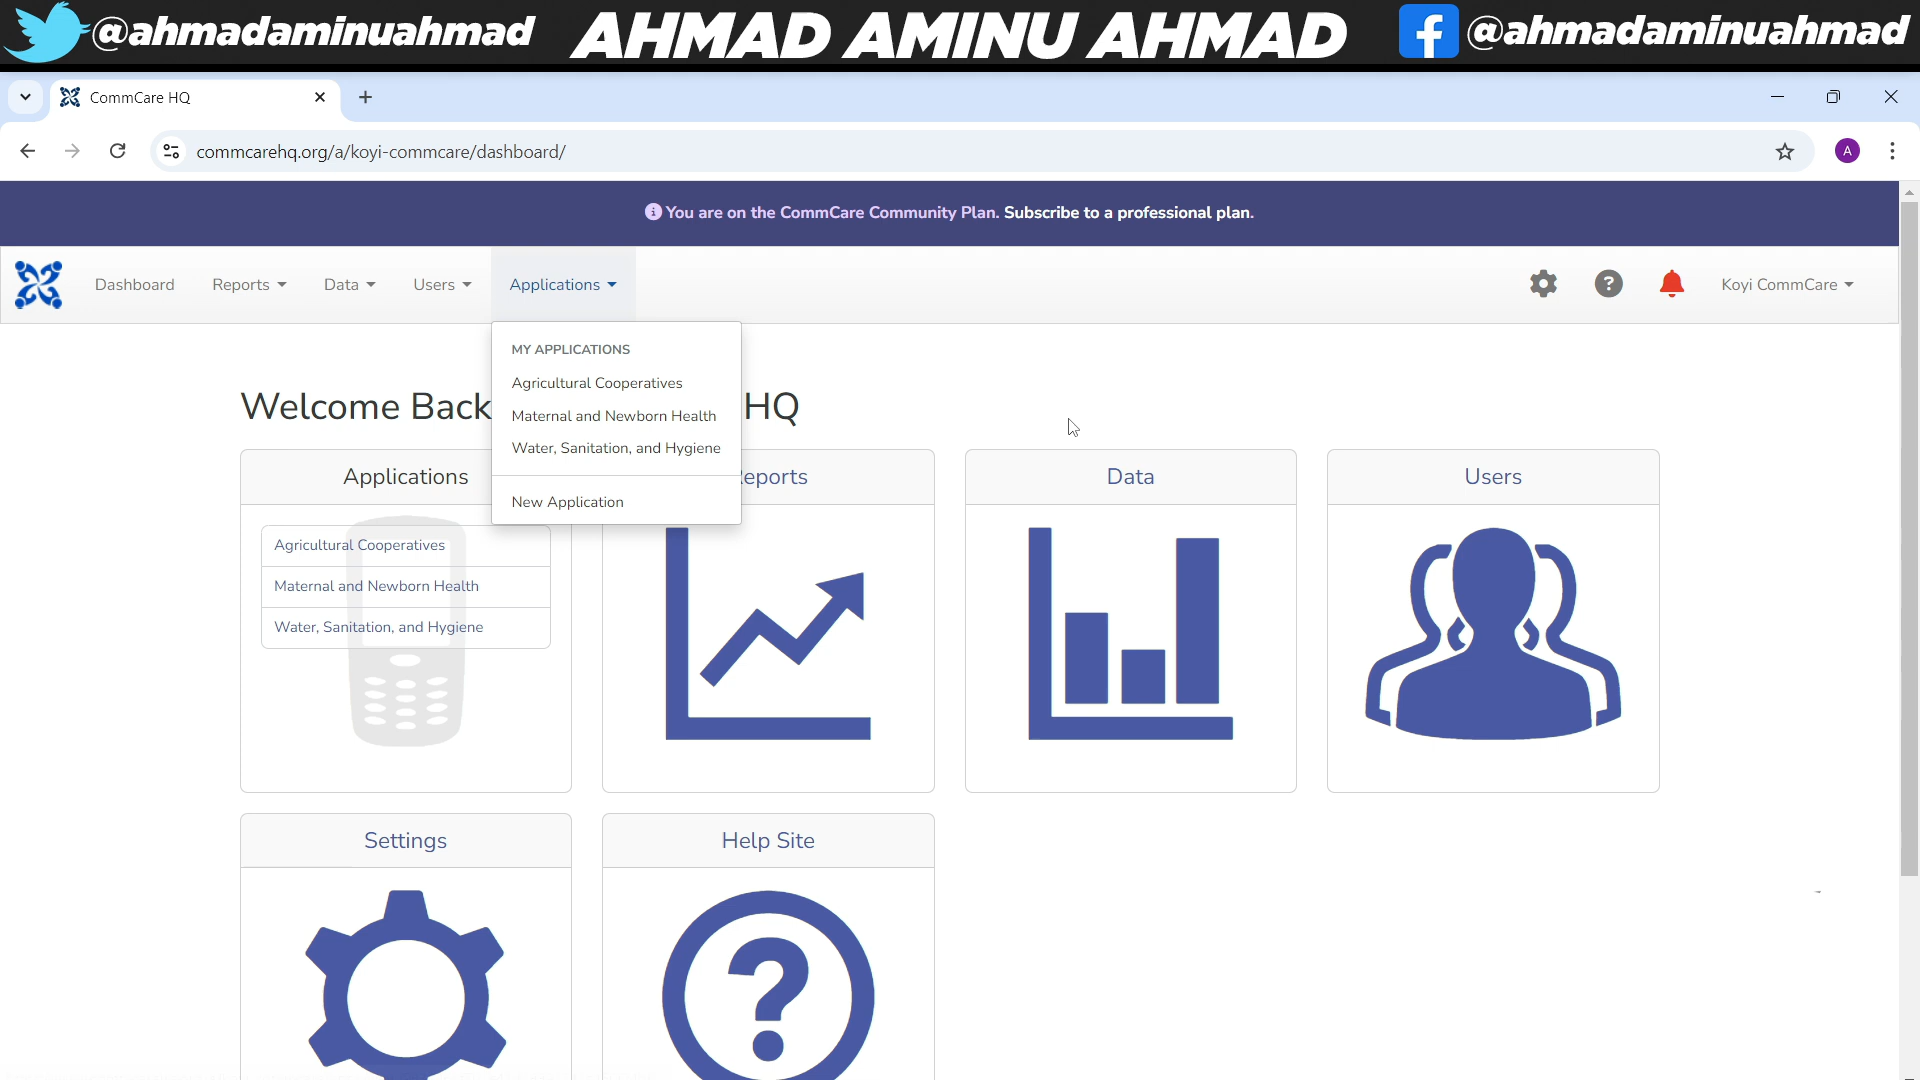 @ahmadaminuahmad AHMAD AMINU AHMAD @ahmadaminuahmad
CommCare HQ
commcarehq.org/a/koyi-commcare/dashboard/
A
You are on the CommCare Community Plan. Subscribe to a professional plan.
Dashboard Reports Data Users Applications Koyi CommCare
MY APPLICATIONS
Agricultural Cooperatives
Maternal and Newborn Health
Water, Sanitation, and Hygiene
New Application
Welcome Back HQ
Applications
eports
Data
Users
Agricultural Cooperatives
Maternal and Newborn Health
Water, Sanitation, and Hygiene
Settings
Help Site